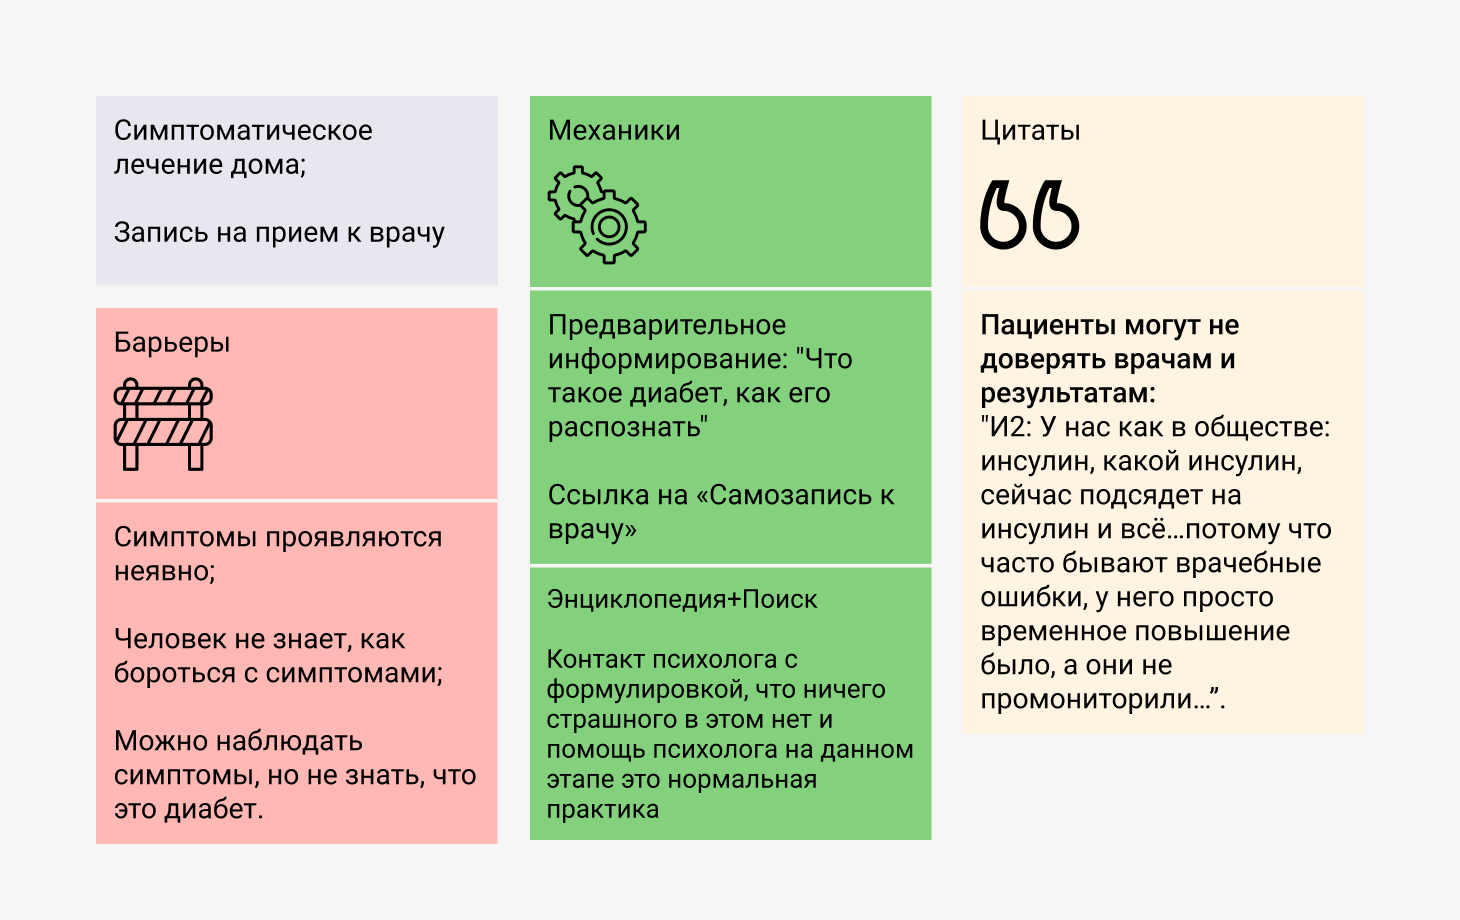 Симптоматическое
лечение дома;
Запись на прием к врачу
Барьеры
Симптомы проявляются
неявно;
Человек не знает, как
бороться с симптомами;
Можно наблюдать
симптомы, но не знать, что
это диабет.
Механики
Предварительное
информирование: "Что
такое диабет, как его
распознать"
Ссылка на «Самозапись к
врачу»
Энциклопедия+Поиск
Контакт психолога с
формулировкой, что ничего
страшного в этом нет и
помощь психолога на данном
этапе это нормальная
практика
Цитаты
Пациенты могут не
доверять врачам и
результатам:
"И2: У нас как в обществе:
инсулин, какой инсулин,
сейчас подсядет на
инсулин и всё...потому что
часто бывают врачебные
ошибки, у него просто
временное повышение
было, а они не
промониторили...”.